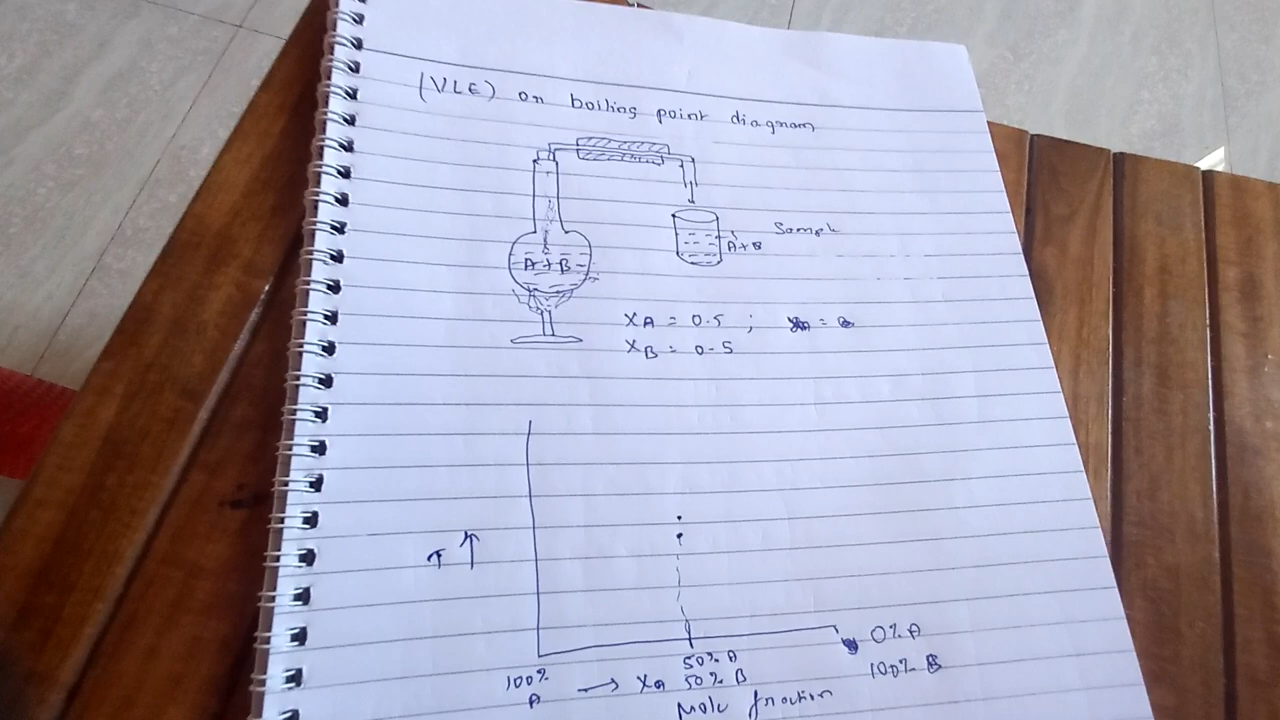 (VLE) on boiling point diagram
A + B
Sample
A+B
XA = 0.5 ;
XB = 0.5
T ↑
0% A
100% B
50% A
50% B
100%
A
→ XA
Mole fraction